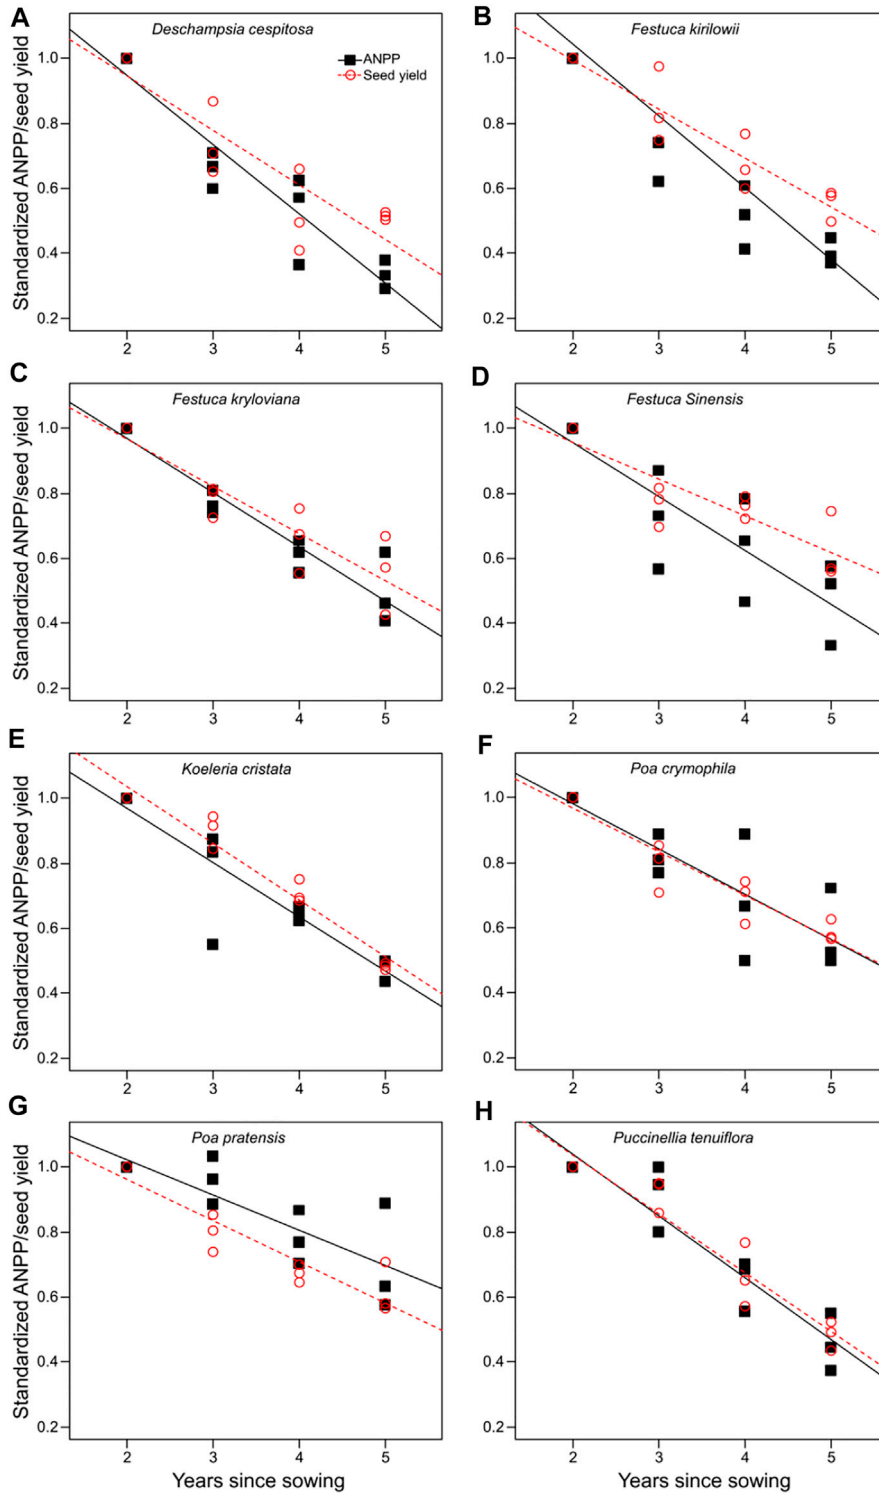 A
Deschampsia cespitosa
ANPP
Seed yield
Standardized ANPP/seed yield
1.0
0.8
0.6
0.4
0.2
2 3 4 5
B
Festuca kirilowii
1.0
0.8
0.6
0.4
0.2
2 3 4 5
C
Festuca kryloviana
Standardized ANPP/seed yield
1.0
0.8
0.6
0.4
0.2
2 3 4 5
D
Festuca Sinensis
1.0
0.8
0.6
0.4
0.2
2 3 4 5
E
Koeleria cristata
Standardized ANPP/seed yield
1.0
0.8
0.6
0.4
0.2
2 3 4 5
F
Poa crymophila
1.0
0.8
0.6
0.4
0.2
2 3 4 5
G
Poa pratensis
Standardized ANPP/seed yield
1.0
0.8
0.6
0.4
0.2
2 3 4 5
Years since sowing
H
Puccinellia tenuiflora
1.0
0.8
0.6
0.4
0.2
2 3 4 5
Years since sowing